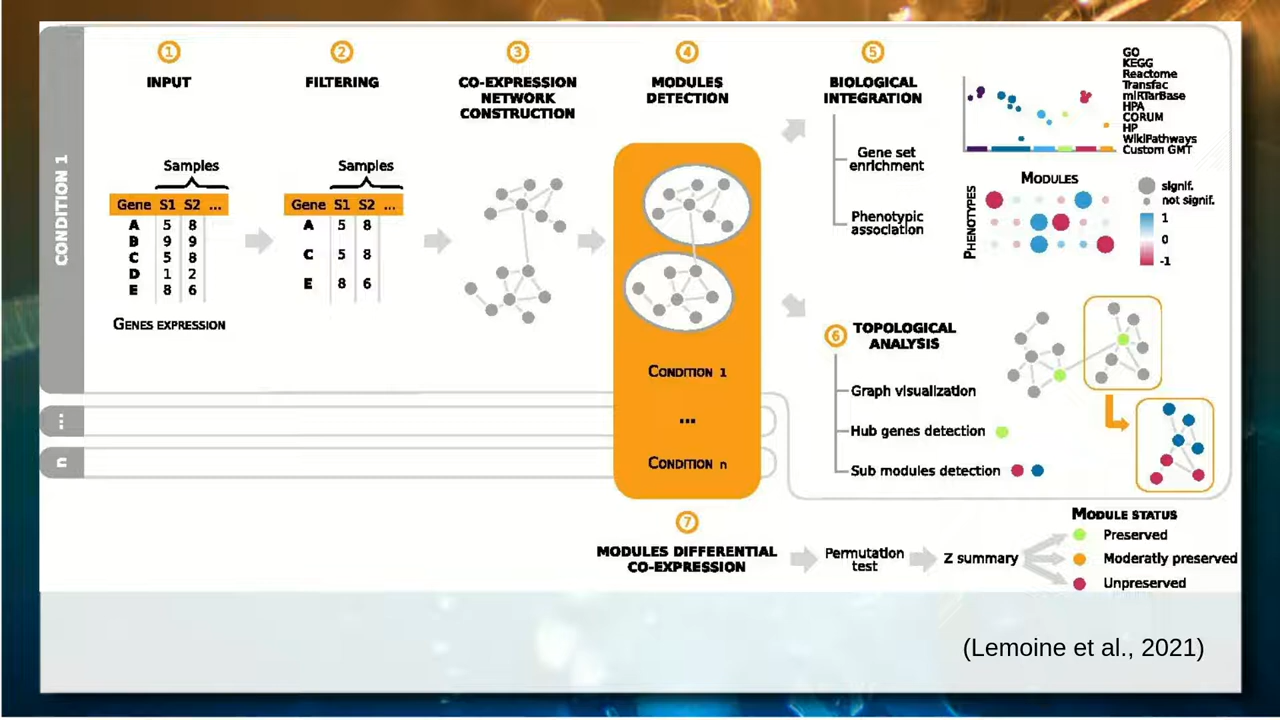 CONDITION 1
...
n
1
INPUT
Samples
Gene S1 S2 ...
A 5 8
B 9 9
C 5 8
D 1 2
E 8 6
GENES EXPRESSION
2
FILTERING
Samples
Gene S1 S2 ...
A 5 8
C 5 8
E 8 6
3
CO-EXPRESSION
NETWORK
CONSTRUCTION
4
MODULES
DETECTION
CONDITION 1
...
CONDITION n
5
BIOLOGICAL
INTEGRATION
Gene set
enrichment
Phenotypic
association
GO
KEGG
Reactome
Transfac
miRTarBase
HPA
CORUM
HP
WikiPathways
Custom GMT
MODULES
PHENOTYPES
signif.
not signif.
1
0
-1
6
TOPOLOGICAL
ANALYSIS
Graph visualization
Hub genes detection
Sub modules detection
7
MODULES DIFFERENTIAL
CO-EXPRESSION
Permutation
test
Z summary
MODULE STATUS
Preserved
Moderatly preserved
Unpreserved
(Lemoine et al., 2021)